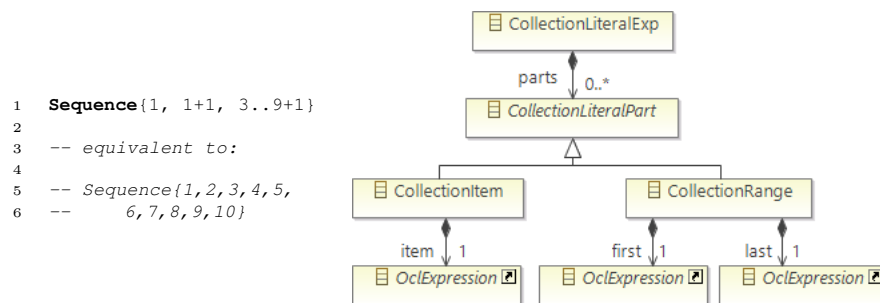 1 Sequence{1, 1+1, 3..9+1}
2
3 -- equivalent to:
4
5 -- Sequence{1,2,3,4,5,
6 -- 6,7,8,9,10}
CollectionLiteralExp
parts 0..*
CollectionLiteralPart
CollectionItem CollectionRange
item 1 first 1 last 1
OclExpression OclExpression OclExpression